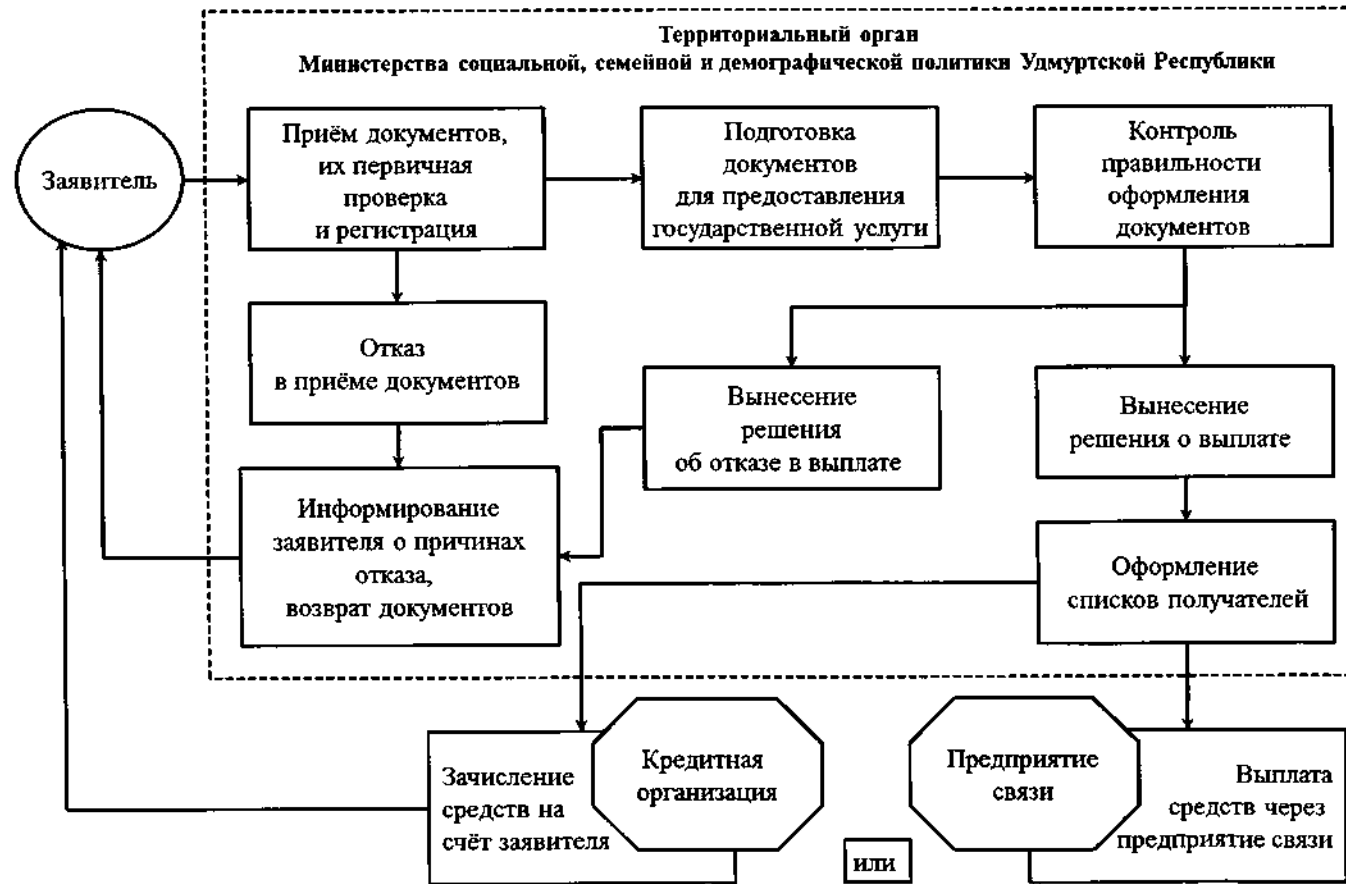 Территориальный орган
Министерства социальной, семейной и демографической политики Удмуртской Республики
Заявитель
Приём документов,
их первичная
проверка
и регистрация
Подготовка
документов
для предоставления
государственной услуги
Контроль
правильности
оформления
документов
Отказ
в приёме документов
Вынесение
решения
об отказе в выплате
Вынесение
решения о выплате
Информирование
заявителя о причинах
отказа,
возврат документов
Оформление
списков получателей
Зачисление
средств на
счёт заявителя
Кредитная
организация
или
Предприятие
связи
Выплата
средств через
предприятие связи